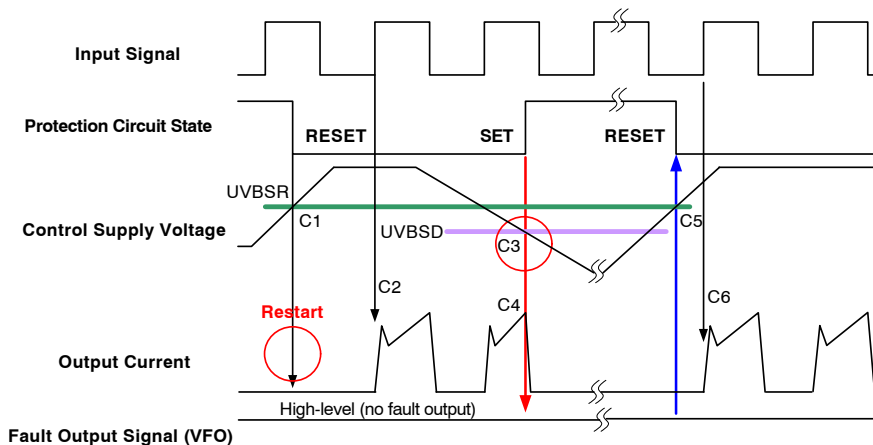 Input Signal
Protection Circuit State
RESET
SET
RESET
UVBSR
C1
C5
Control Supply Voltage
UVBSD
C3
C2
C6
Restart
C4
Output Current
High-level (no fault output)
Fault Output Signal (VFO)